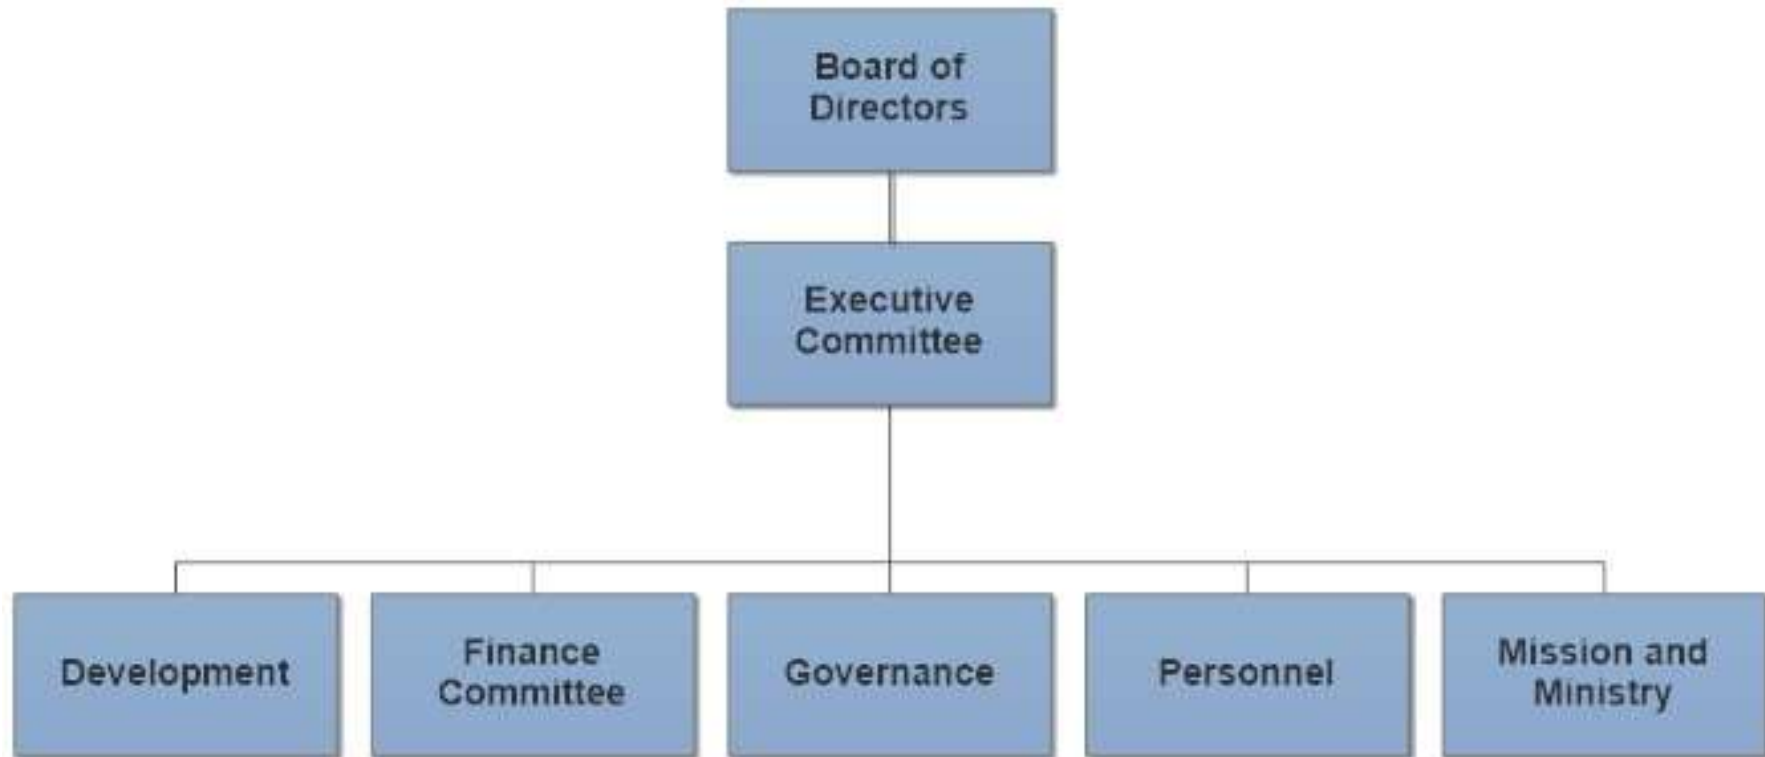 Board of
Directors
Executive
Committee
Development
Finance
Committee
Governance
Personnel
Mission and
Ministry